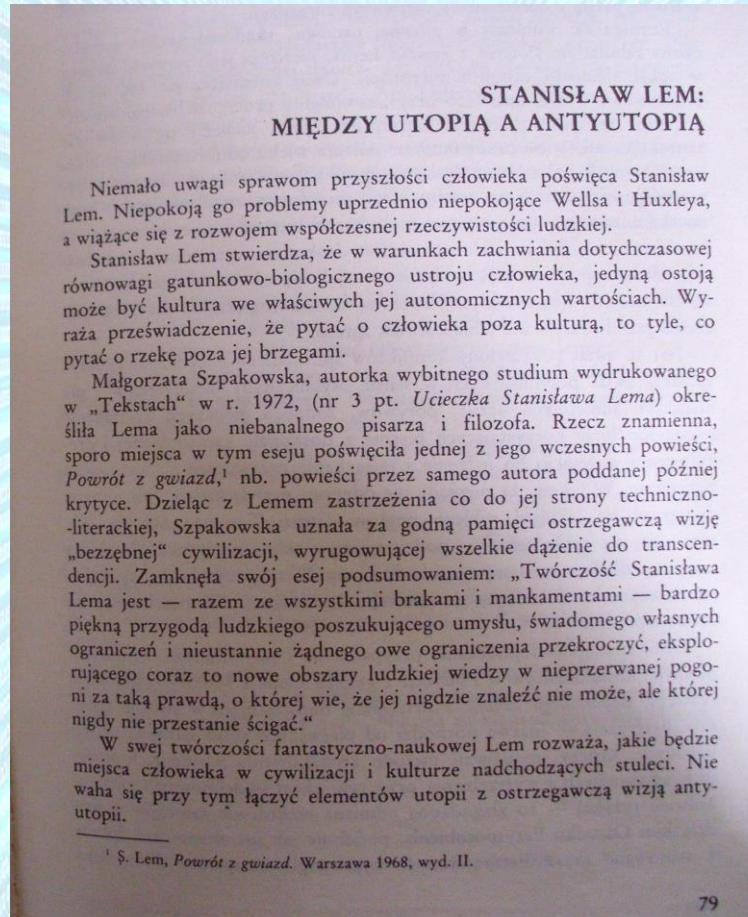 STANISŁAW LEM:
MIĘDZY UTOPIĄ A ANTYUTOPIĄ
Niemało uwagi sprawom przyszłości człowieka poświęca Stanisław
Lem. Niepokoją go problemy uprzednio niepokojące Wellsa i Huxleya,
a wiążące się z rozwojem współczesnej rzeczywistości ludzkiej.
Stanisław Lem stwierdza, że w warunkach zachwiania dotychczasowej
równowagi gatunkowo-biologicznego ustroju człowieka, jedyną ostoją
może być kultura we właściwych jej autonomicznych wartościach. Wy-
raża przeświadczenie, że pytać o człowieka poza kulturą, to tyle, co
pytać o rzekę poza jej brzegami.
Małgorzata Szpakowska, autorka wybitnego studium wydrukowanego
w „Tekstach“ w r. 1972, (nr 3 pt. Ucieczka Stanisława Lema) okre-
śliła Lema jako niebanalnego pisarza i filozofa. Rzecz znamienna,
sporo miejsca w tym eseju poświęciła jednej z jego wczesnych powieści,
Powrót z gwiazd,¹ nb. powieści przez samego autora poddanej później
krytyce. Dzieląc z Lemem zastrzeżenia co do jej strony techniczno-
-literackiej, Szpakowska uznała za godną pamięci ostrzegawczą wizję
„bezzębnej“ cywilizacji, wyrugowującej wszelkie dążenie do transcen-
dencji. Zamknęła swój esej podsumowaniem: „Twórczość Stanisława
Lema jest — razem ze wszystkimi brakami i mankamentami — bardzo
piękną przygodą ludzkiego poszukującego umysłu, świadomego własnych
ograniczeń i nieustannie żądnego owe ograniczenia przekroczyć, eksplo-
rującego coraz to nowe obszary ludzkiej wiedzy w nieprzerwanej pogo-
ni za taką prawdą, o której wie, że jej nigdzie znaleźć nie może, ale której
nigdy nie przestanie ścigać.“
W swej twórczości fantastyczno-naukowej Lem rozważa, jakie będzie
miejsca człowieka w cywilizacji i kulturze nadchodzących stuleci. Nie
waha się przy tym łączyć elementów utopii z ostrzegawczą wizją anty-
utopii.
¹ S. Lem, Powrót z gwiazd. Warszawa 1968, wyd. II.
79